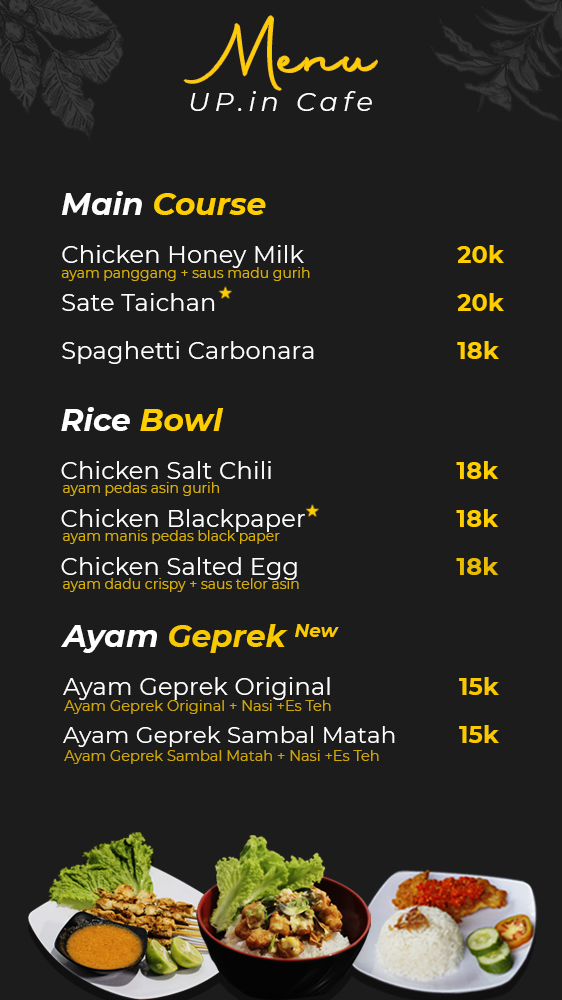 Menu
UP.in Cafe
Main Course
Chicken Honey Milk 20k
ayam panggang + saus madu gurih
Sate Taichan 20k
Spaghetti Carbonara 18k
Rice Bowl
Chicken Salt Chili 18k
ayam pedas asin gurih
Chicken Blackpaper 18k
ayam manis pedas black paper
Chicken Salted Egg 18k
ayam dadu crispy + saus telor asin
Ayam Geprek New
Ayam Geprek Original 15k
Ayam Geprek Original + Nasi +Es Teh
Ayam Geprek Sambal Matah 15k
Ayam Geprek Sambal Matah + Nasi +Es Teh